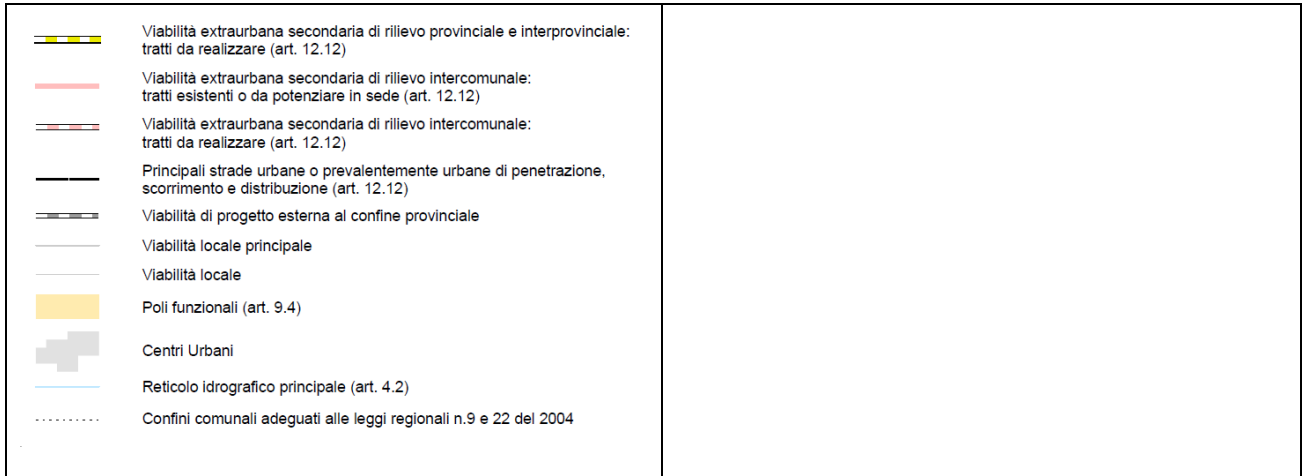 Viabilità extraurbana secondaria di rilievo provinciale e interprovinciale:
tratti da realizzare (art. 12.12)
Viabilità extraurbana secondaria di rilievo intercomunale:
tratti esistenti o da potenziare in sede (art. 12.12)
Viabilità extraurbana secondaria di rilievo intercomunale:
tratti da realizzare (art. 12.12)
Principali strade urbane o prevalentemente urbane di penetrazione,
scorrimento e distribuzione (art. 12.12)
Viabilità di progetto esterna al confine provinciale
Viabilità locale principale
Viabilità locale
Poli funzionali (art. 9.4)
Centri Urbani
Reticolo idrografico principale (art. 4.2)
Confini comunali adeguati alle leggi regionali n.9 e 22 del 2004